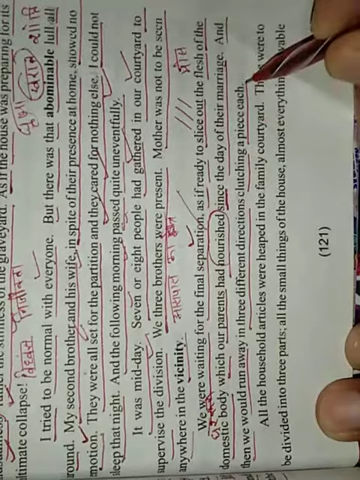 the stillness of the graveyard. As if the house was preparing for its
ultimate collapse! विध्वंस घृणा खराब
I tried to be normal with everyone. But there was that abominable lull all
around. My second brother and his wife, in spite of their presence at home, showed no
emotion. They were all set for the partition and they cared for nothing else. I could not
sleep that night. And the following morning passed quite uneventfully.
It was mid-day. Seven or eight people had gathered in our courtyard to
supervise the division. We three brothers were present. Mother was not to be seen
anywhere in the vicinity.
We were waiting for the final separation, as if ready to slice out the flesh of the
domestic body which our parents had nourished since the day of their marriage. And
then we would run away in three different directions clutching a piece each.
All the household articles were heaped in the family courtyard. were to
be divided into three parts; all the small things of the house, almost everything
(121)